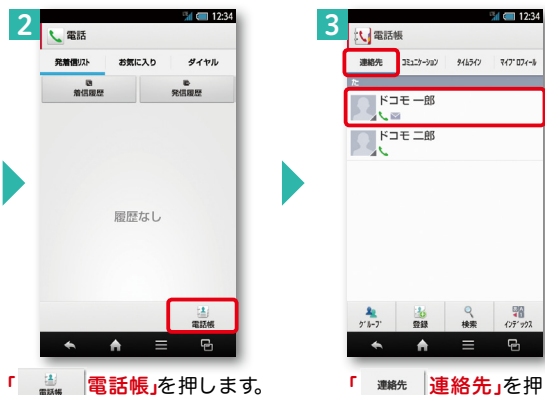 2
12:34
電話
発着信リスト お気に入り ダイヤル
着信履歴 発信履歴
履歴なし
電話帳
「電話帳 電話帳」を押します。
3
12:34
電話帳
連絡先 コミュニケーション タイムライン マイプロフィール
た
ドコモ 一郎
ドコモ 二郎
グループ 登録 検索 インデックス
「連絡先 連絡先」を押